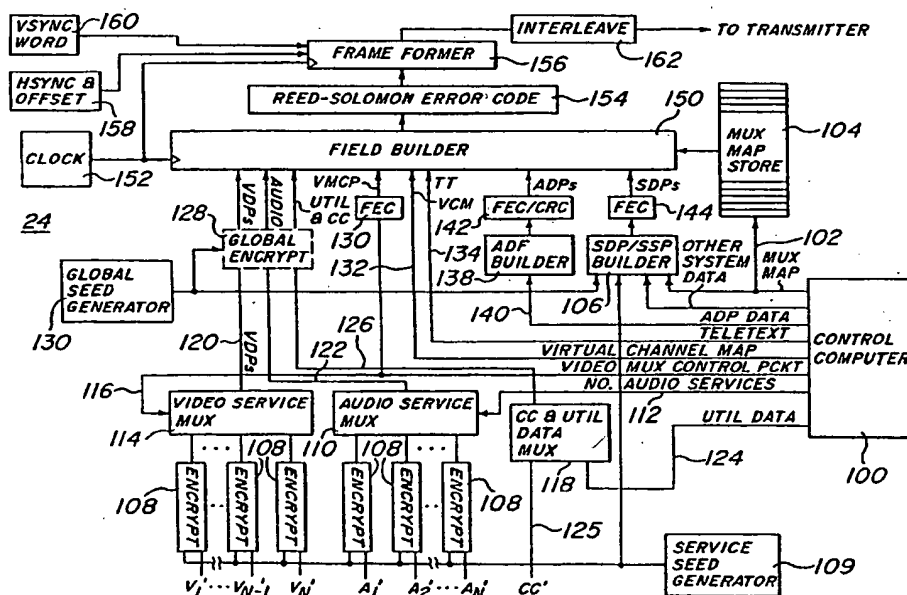 VSYNC
WORD
160
INTERLEAVE
TO TRANSMITTER
FRAME FORMER
156
162
HSYNC &
OFFSET
158
REED-SOLOMON ERROR CODE
154
150
104
CLOCK
152
FIELD BUILDER
MUX
MAP
STORE
24
VDPs
AUDIO
UTIL
& CC
VMCP
VCM
TT
ADPs
SDPs
128
GLOBAL
ENCRYPT
FEC
130
132
142
FEC/CRC
134
FEC
144
102
GLOBAL
SEED
GENERATOR
130
ADF
BUILDER
138
SDP/SSP
BUILDER
106
OTHER
SYSTEM
DATA
MUX
MAP
140
ADP DATA
TELETEXT
CONTROL
COMPUTER
120
VDPs
126
122
VIRTUAL CHANNEL MAP
VIDEO MUX CONTROL PCKT
NO. AUDIO SERVICES
116
112
VIDEO SERVICE
MUX
114
AUDIO SERVICE
MUX
110
CC & UTIL
DATA
MUX
118
UTIL DATA
124
100
108
ENCRYPT
...
ENCRYPT
108
ENCRYPT
108
ENCRYPT
ENCRYPT
...
ENCRYPT
108
125
SERVICE
SEED
GENERATOR
109
V1' ... VN-1' VN' A1' A2' ... AN' CC'